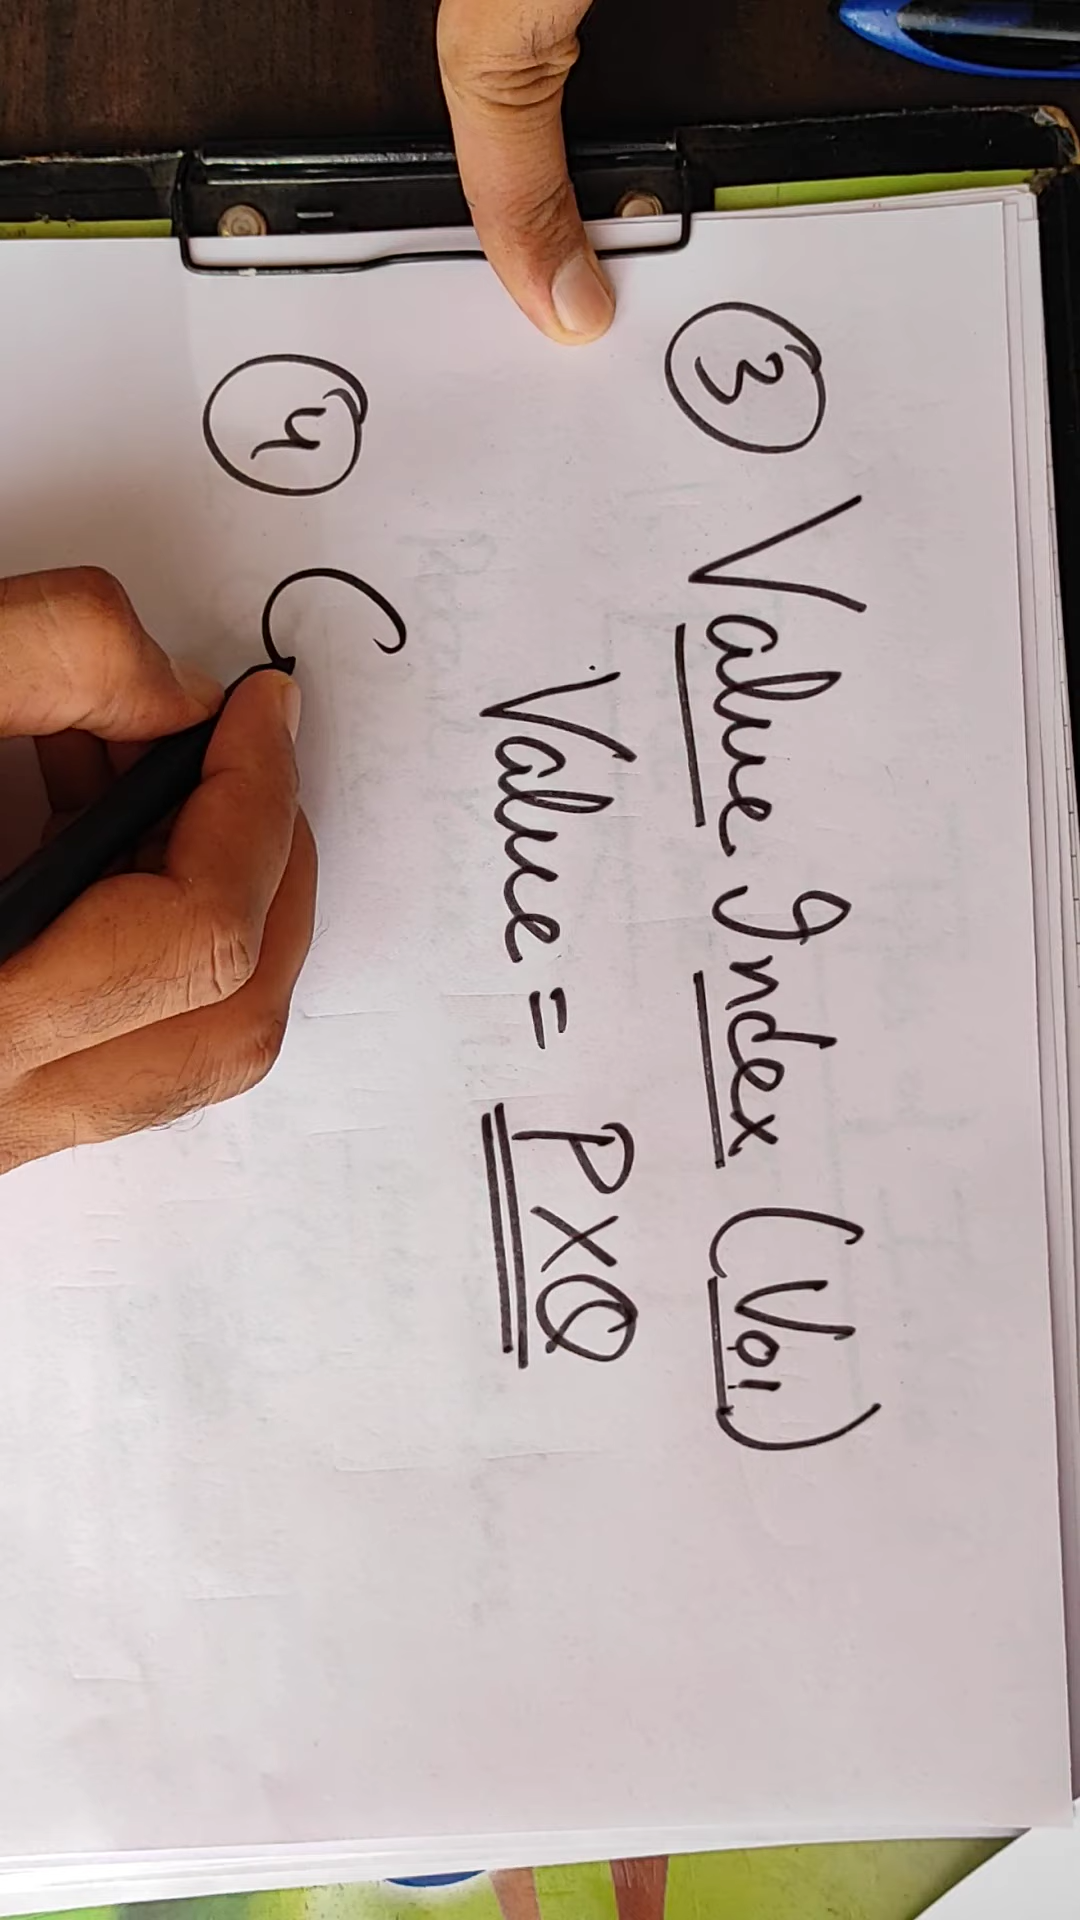 ③ Value Index (V01)
Value = P×Q
④ C